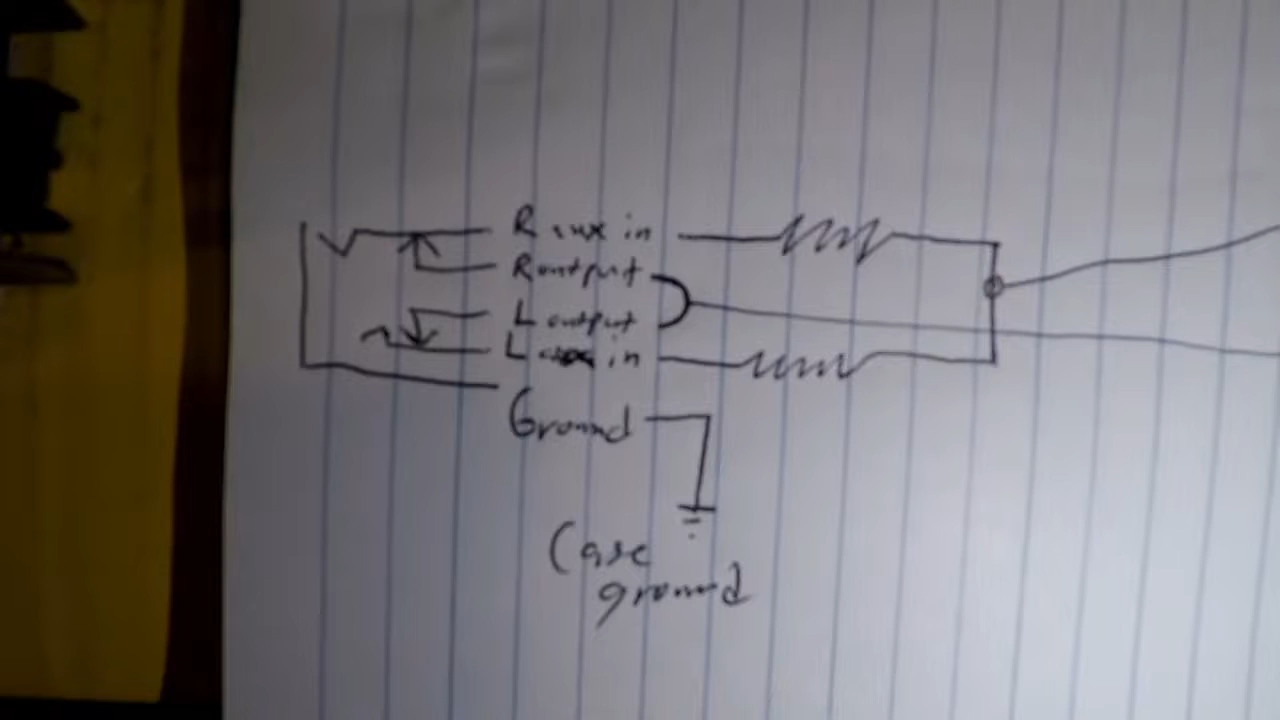 R aux in
R output
L output
L aux in
Ground
Case
ground